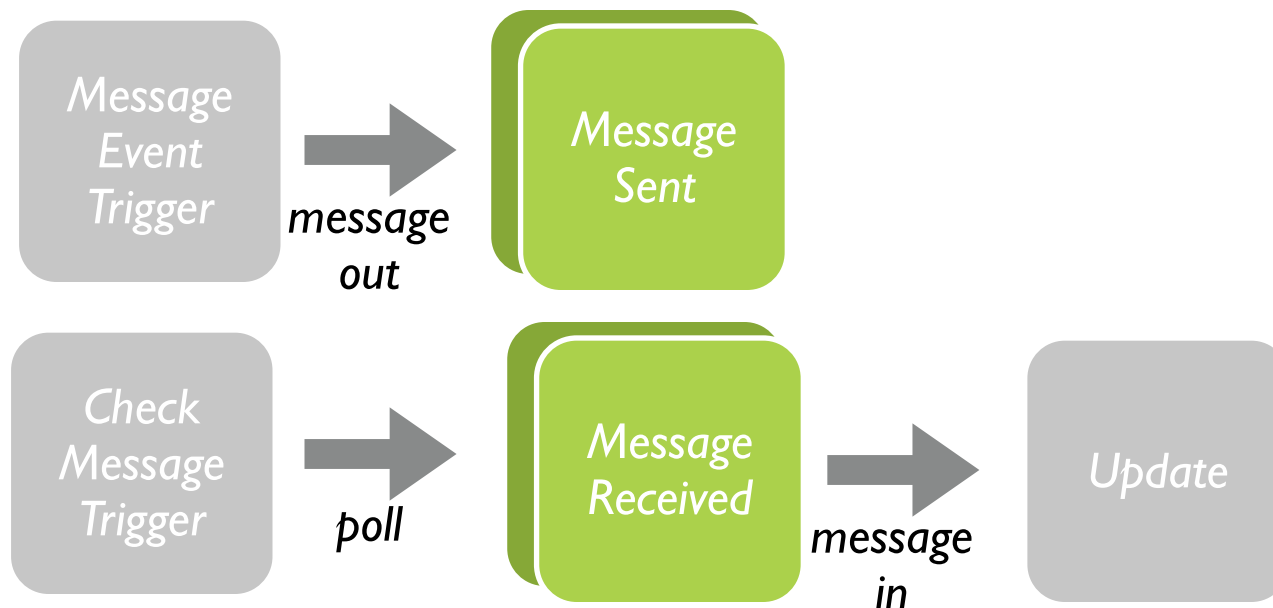 Message
Event
Trigger
message
out
Message
Sent
Check
Message
Trigger
poll
Message
Received
message
in
Update